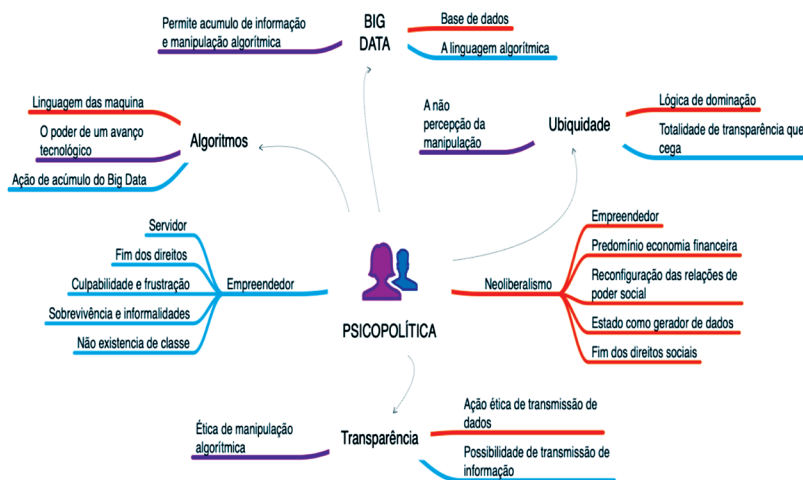 Permite acumulo de informação
e manipulação algorítmica
BIG
DATA
Base de dados
A linguagem algorítmica
Linguagem das maquina
O poder de um avanço
tecnológico
Ação de acúmulo do Big Data
Algoritmos
A não
percepção da
manipulação
Ubiquidade
Lógica de dominação
Totalidade de transparência que
cega
Servidor
Fim dos direitos
Culpabilidade e frustração
Sobrevivência e informalidades
Não existencia de classe
Empreendedor
PSICOPOLÍTICA
Neoliberalismo
Empreendedor
Predomínio economia financeira
Reconfiguração das relações de
poder social
Estado como gerador de dados
Fim dos direitos sociais
Ética de manipulação
algorítmica
Transparência
Ação ética de transmissão de
dados
Possibilidade de transmissão de
informação